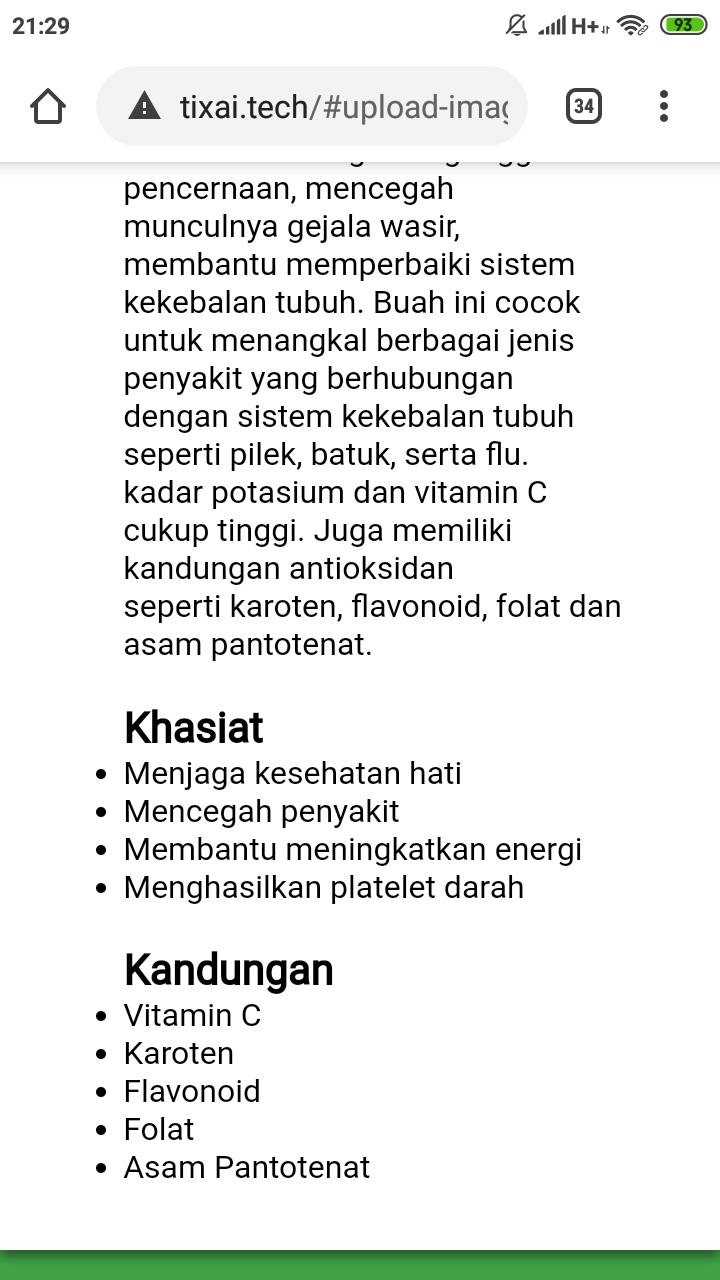 21:29
H+
93
tixai.tech/#upload-imag
34
pencernaan, mencegah
munculnya gejala wasir,
membantu memperbaiki sistem
kekebalan tubuh. Buah ini cocok
untuk menangkal berbagai jenis
penyakit yang berhubungan
dengan sistem kekebalan tubuh
seperti pilek, batuk, serta flu.
kadar potasium dan vitamin C
cukup tinggi. Juga memiliki
kandungan antioksidan
seperti karoten, flavonoid, folat dan
asam pantotenat.
Khasiat
• Menjaga kesehatan hati
• Mencegah penyakit
• Membantu meningkatkan energi
• Menghasilkan platelet darah
Kandungan
• Vitamin C
• Karoten
• Flavonoid
• Folat
• Asam Pantotenat